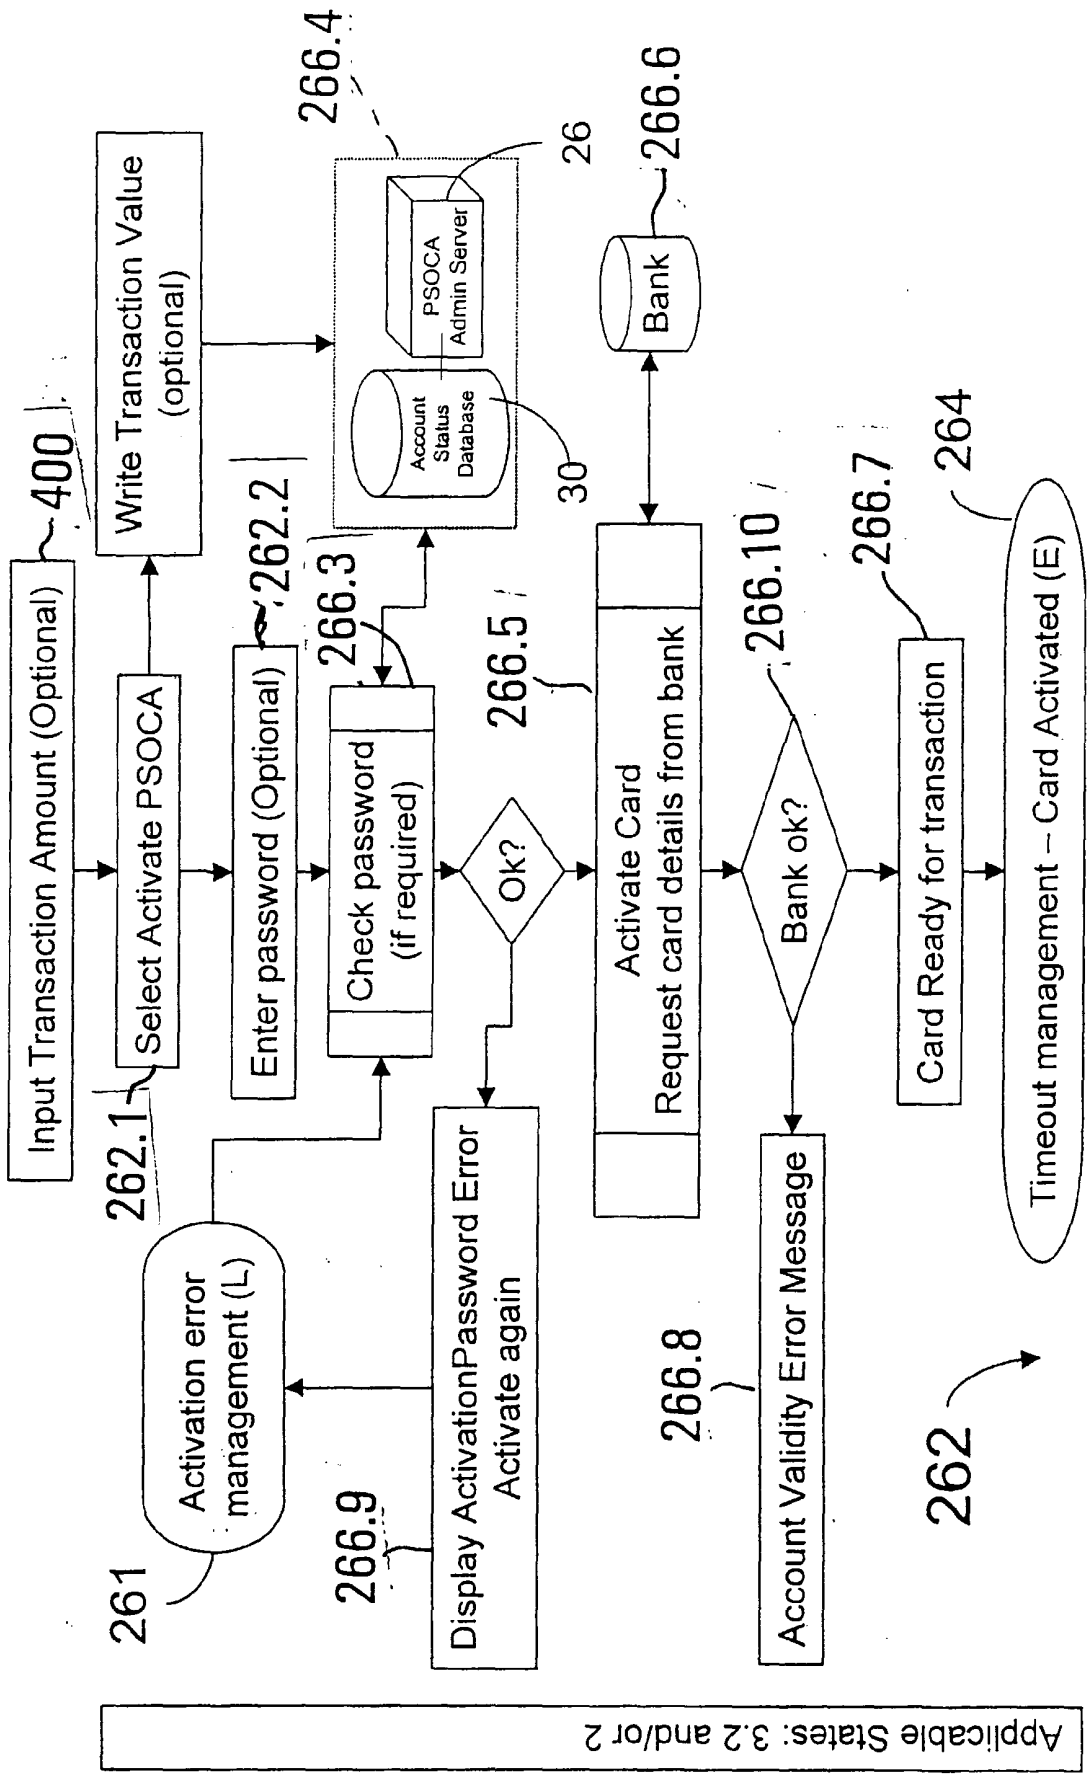 Input Transaction Amount (Optional)
400
262.1
Select Activate PSOCA
Write Transaction Value
(optional)
Enter password (Optional)
262.2
266.4
Activation error
management (L)
261
Check password
(if required)
266.3
Account
Status
Database
PSOCA
Admin Server
26
30
Ok?
Display ActivationPassword Error
Activate again
266.9
266.5
Activate Card
Request card details from bank
Bank
266.6
Bank ok?
266.10
Account Validity Error Message
266.8
Card Ready for transaction
266.7
Timeout management – Card Activated (E)
264
262
Applicable States: 3.2 and/or 2